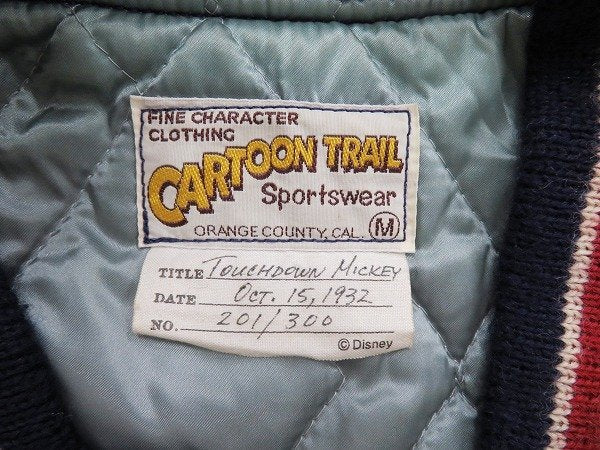 FINE CHARACTER
CLOTHING
CARTOON TRAIL
Sportswear
ORANGE COUNTY, CAL. M
TITLE TOUCHDOWN MICKEY
DATE OCT. 15, 1932
NO. 201/300
© Disney